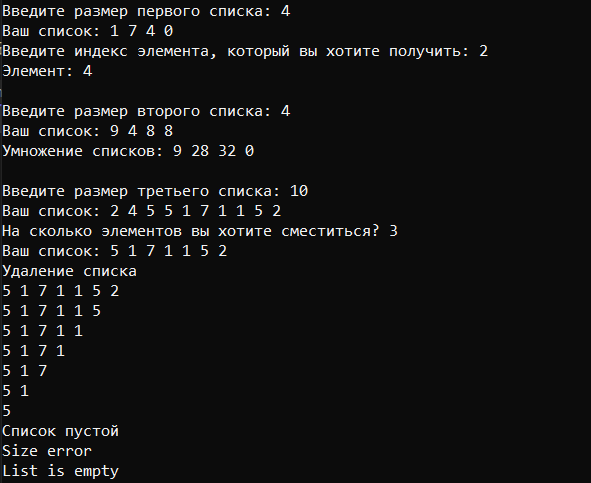 Введите размер первого списка: 4
Ваш список: 1 7 4 0
Введите индекс элемента, который вы хотите получить: 2
Элемент: 4
Введите размер второго списка: 4
Ваш список: 9 4 8 8
Умножение списков: 9 28 32 0
Введите размер третьего списка: 10
Ваш список: 2 4 5 5 1 7 1 1 5 2
На сколько элементов вы хотите сместиться? 3
Ваш список: 5 1 7 1 1 5 2
Удаление списка
5 1 7 1 1 5 2
5 1 7 1 1 5
5 1 7 1 1
5 1 7 1
5 1 7
5 1
5
Список пустой
Size error
List is empty